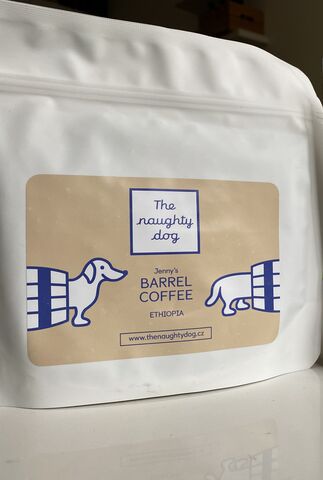 The
naughty
dog
Jenny's
BARREL
COFFEE
ETHIOPIA
www.thenaughtydog.cz